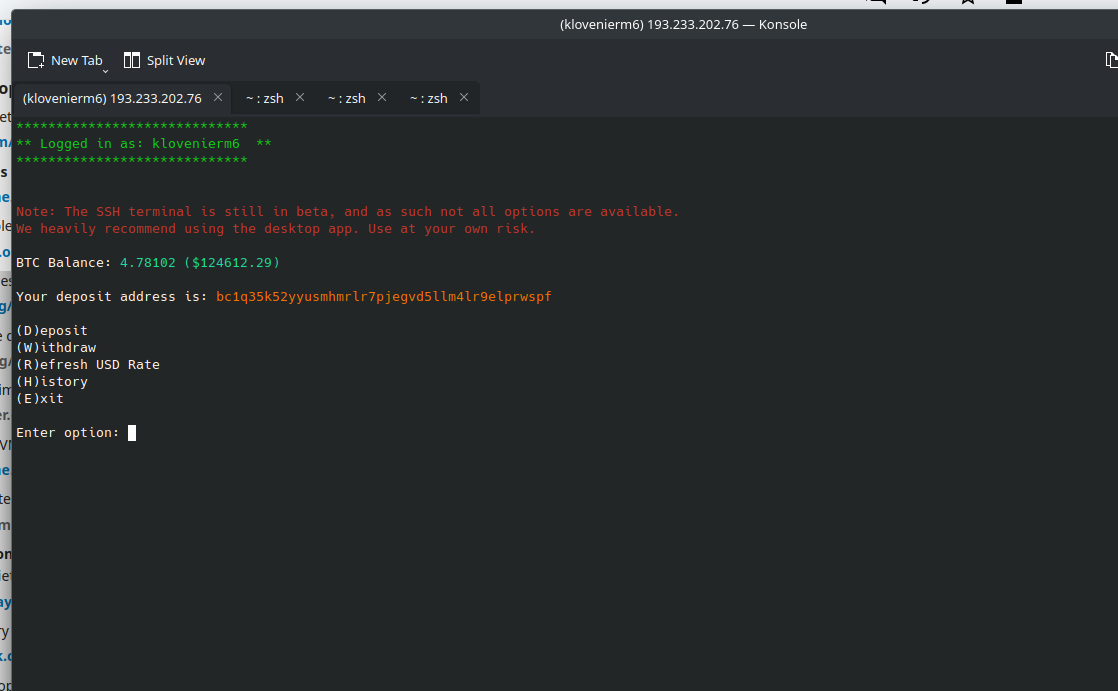 (klovenierm6) 193.233.202.76 — Konsole
New Tab Split View
(klovenierm6) 193.233.202.76 ~ : zsh ~ : zsh ~ : zsh
*****************************
** Logged in as: klovenierm6  **
*****************************
Note: The SSH terminal is still in beta, and as such not all options are available.
We heavily recommend using the desktop app. Use at your own risk.
BTC Balance: 4.78102 ($124612.29)
Your deposit address is: bc1q35k52yyusmhmrlr7pjegvd5llm4lr9elprwspf
(D)eposit
(W)ithdraw
(R)efresh USD Rate
(H)istory
(E)xit
Enter option: